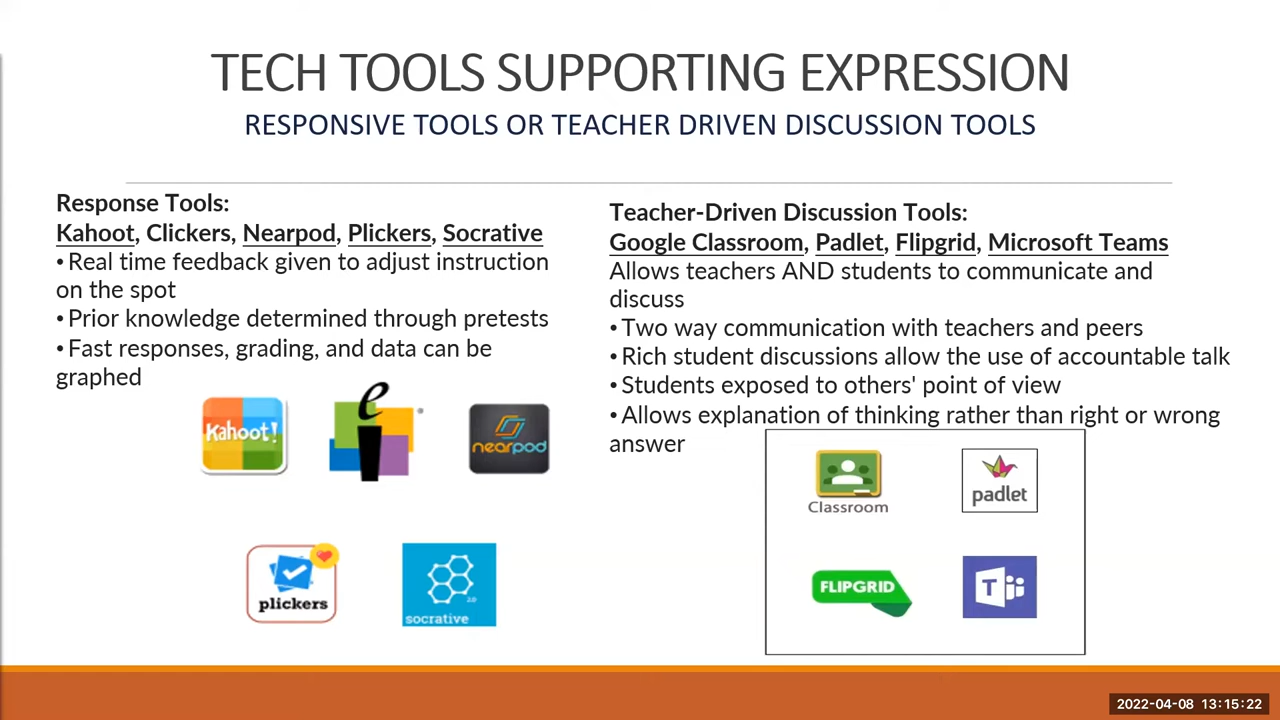 TECH TOOLS SUPPORTING EXPRESSION
RESPONSIVE TOOLS OR TEACHER DRIVEN DISCUSSION TOOLS
Response Tools:
Kahoot, Clickers, Nearpod, Plickers, Socrative
• Real time feedback given to adjust instruction
on the spot
• Prior knowledge determined through pretests
• Fast responses, grading, and data can be
graphed
Kahoot!
e
I
nearpod
plickers
2.0
socrative
Teacher-Driven Discussion Tools:
Google Classroom, Padlet, Flipgrid, Microsoft Teams
Allows teachers AND students to communicate and
discuss
• Two way communication with teachers and peers
• Rich student discussions allow the use of accountable talk
• Students exposed to others' point of view
• Allows explanation of thinking rather than right or wrong
answer
Classroom
padlet
FLIPGRID
T
2022-04-08 13:15:22